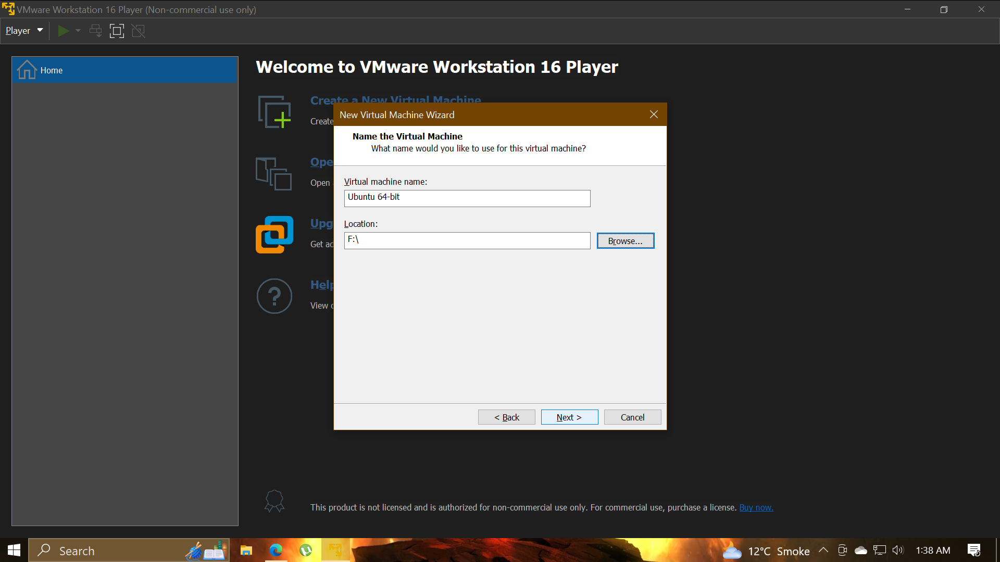 VMware Workstation 16 Player (Non-commercial use only)
Player
Home
Welcome to VMware Workstation 16 Player
Create a New Virtual Machine
Create
New Virtual Machine Wizard
Name the Virtual Machine
What name would you like to use for this virtual machine?
Ope
Open
Virtual machine name:
Ubuntu 64-bit
Upg
Get ad
Location:
F:\
Browse...
Help
View
< Back
Next >
Cancel
This product is not licensed and is authorized for non-commercial use only. For commercial use, purchase a license. Buy now.
Search
12°C Smoke
1:38 AM